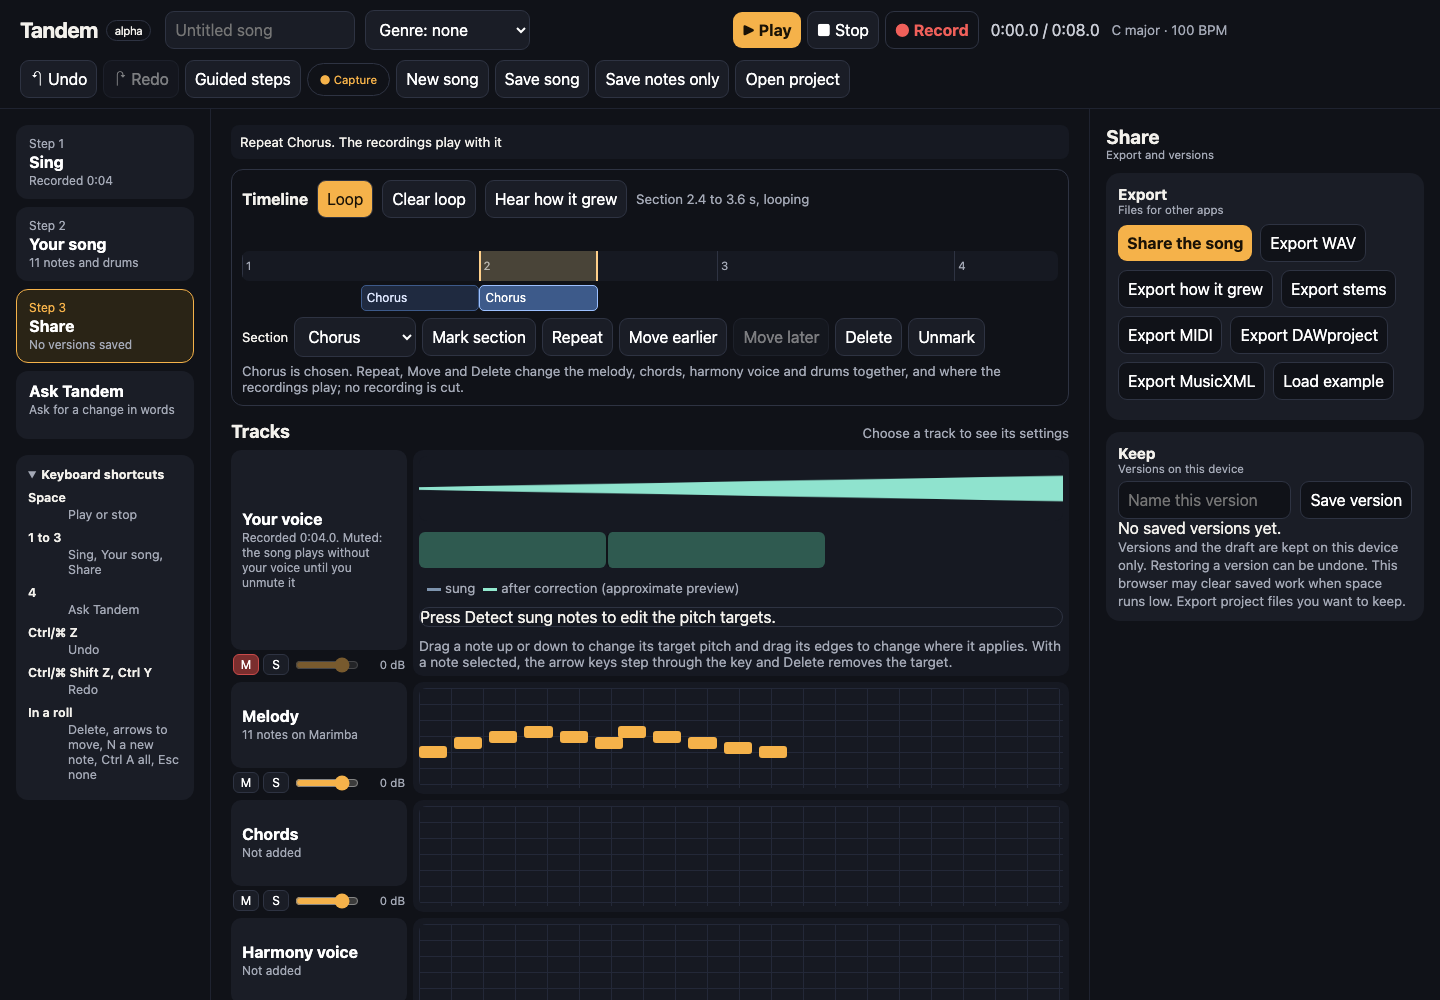 Tandem alpha Untitled song Genre: none Play Stop Record 0:00.0 / 0:08.0 C major · 100 BPM
Undo Redo Guided steps Capture New song Save song Save notes only Open project
Step 1
Sing
Recorded 0:04
Step 2
Your song
11 notes and drums
Step 3
Share
No versions saved
Ask Tandem
Ask for a change in words
Keyboard shortcuts
Space
Play or stop
1 to 3
Sing, Your song,
Share
4
Ask Tandem
Ctrl/⌘ Z
Undo
Ctrl/⌘ Shift Z, Ctrl Y
Redo
In a roll
Delete, arrows to
move, N a new
note, Ctrl A all, Esc
none
Repeat Chorus. The recordings play with it
Timeline Loop Clear loop Hear how it grew Section 2.4 to 3.6 s, looping
1 2 3 4
Chorus Chorus
Section Chorus Mark section Repeat Move earlier Move later Delete Unmark
Chorus is chosen. Repeat, Move and Delete change the melody, chords, harmony voice and drums together, and where the
recordings play; no recording is cut.
Tracks Choose a track to see its settings
Your voice
Recorded 0:04.0. Muted:
the song plays without
your voice until you
unmute it
M S 0 dB
sung after correction (approximate preview)
Press Detect sung notes to edit the pitch targets.
Drag a note up or down to change its target pitch and drag its edges to change where it applies. With
a note selected, the arrow keys step through the key and Delete removes the target.
Melody
11 notes on Marimba
M S 0 dB
Chords
Not added
M S 0 dB
Harmony voice
Not added
Share
Export and versions
Export
Files for other apps
Share the song Export WAV
Export how it grew Export stems
Export MIDI Export DAWproject
Export MusicXML Load example
Keep
Versions on this device
Name this version Save version
No saved versions yet.
Versions and the draft are kept on this device
only. Restoring a version can be undone. This
browser may clear saved work when space
runs low. Export project files you want to keep.